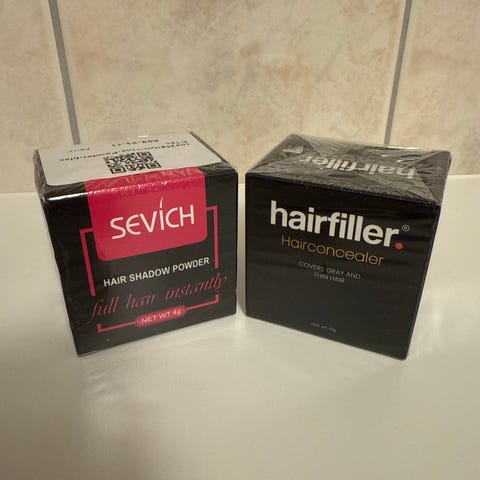 SEVICH
HAIR SHADOW POWDER
full hair instantly
NET WT 4g
hairfiller.
hairfiller.®
Hairconcealer
COVERS GRAY AND
THIN HAIR